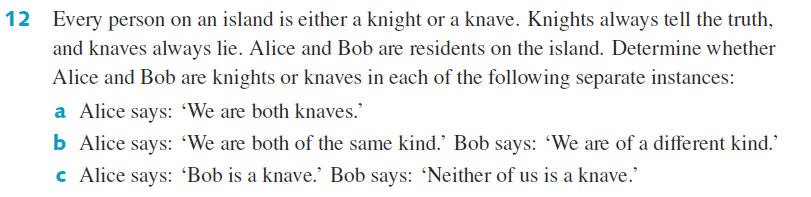 12 Every person on an island is either a knight or a knave. Knights always tell the truth,
and knaves always lie. Alice and Bob are residents on the island. Determine whether
Alice and Bob are knights or knaves in each of the following separate instances:
a Alice says: ‘We are both knaves.’
b Alice says: ‘We are both of the same kind.’ Bob says: ‘We are of a different kind.’
c Alice says: ‘Bob is a knave.’ Bob says: ‘Neither of us is a knave.’